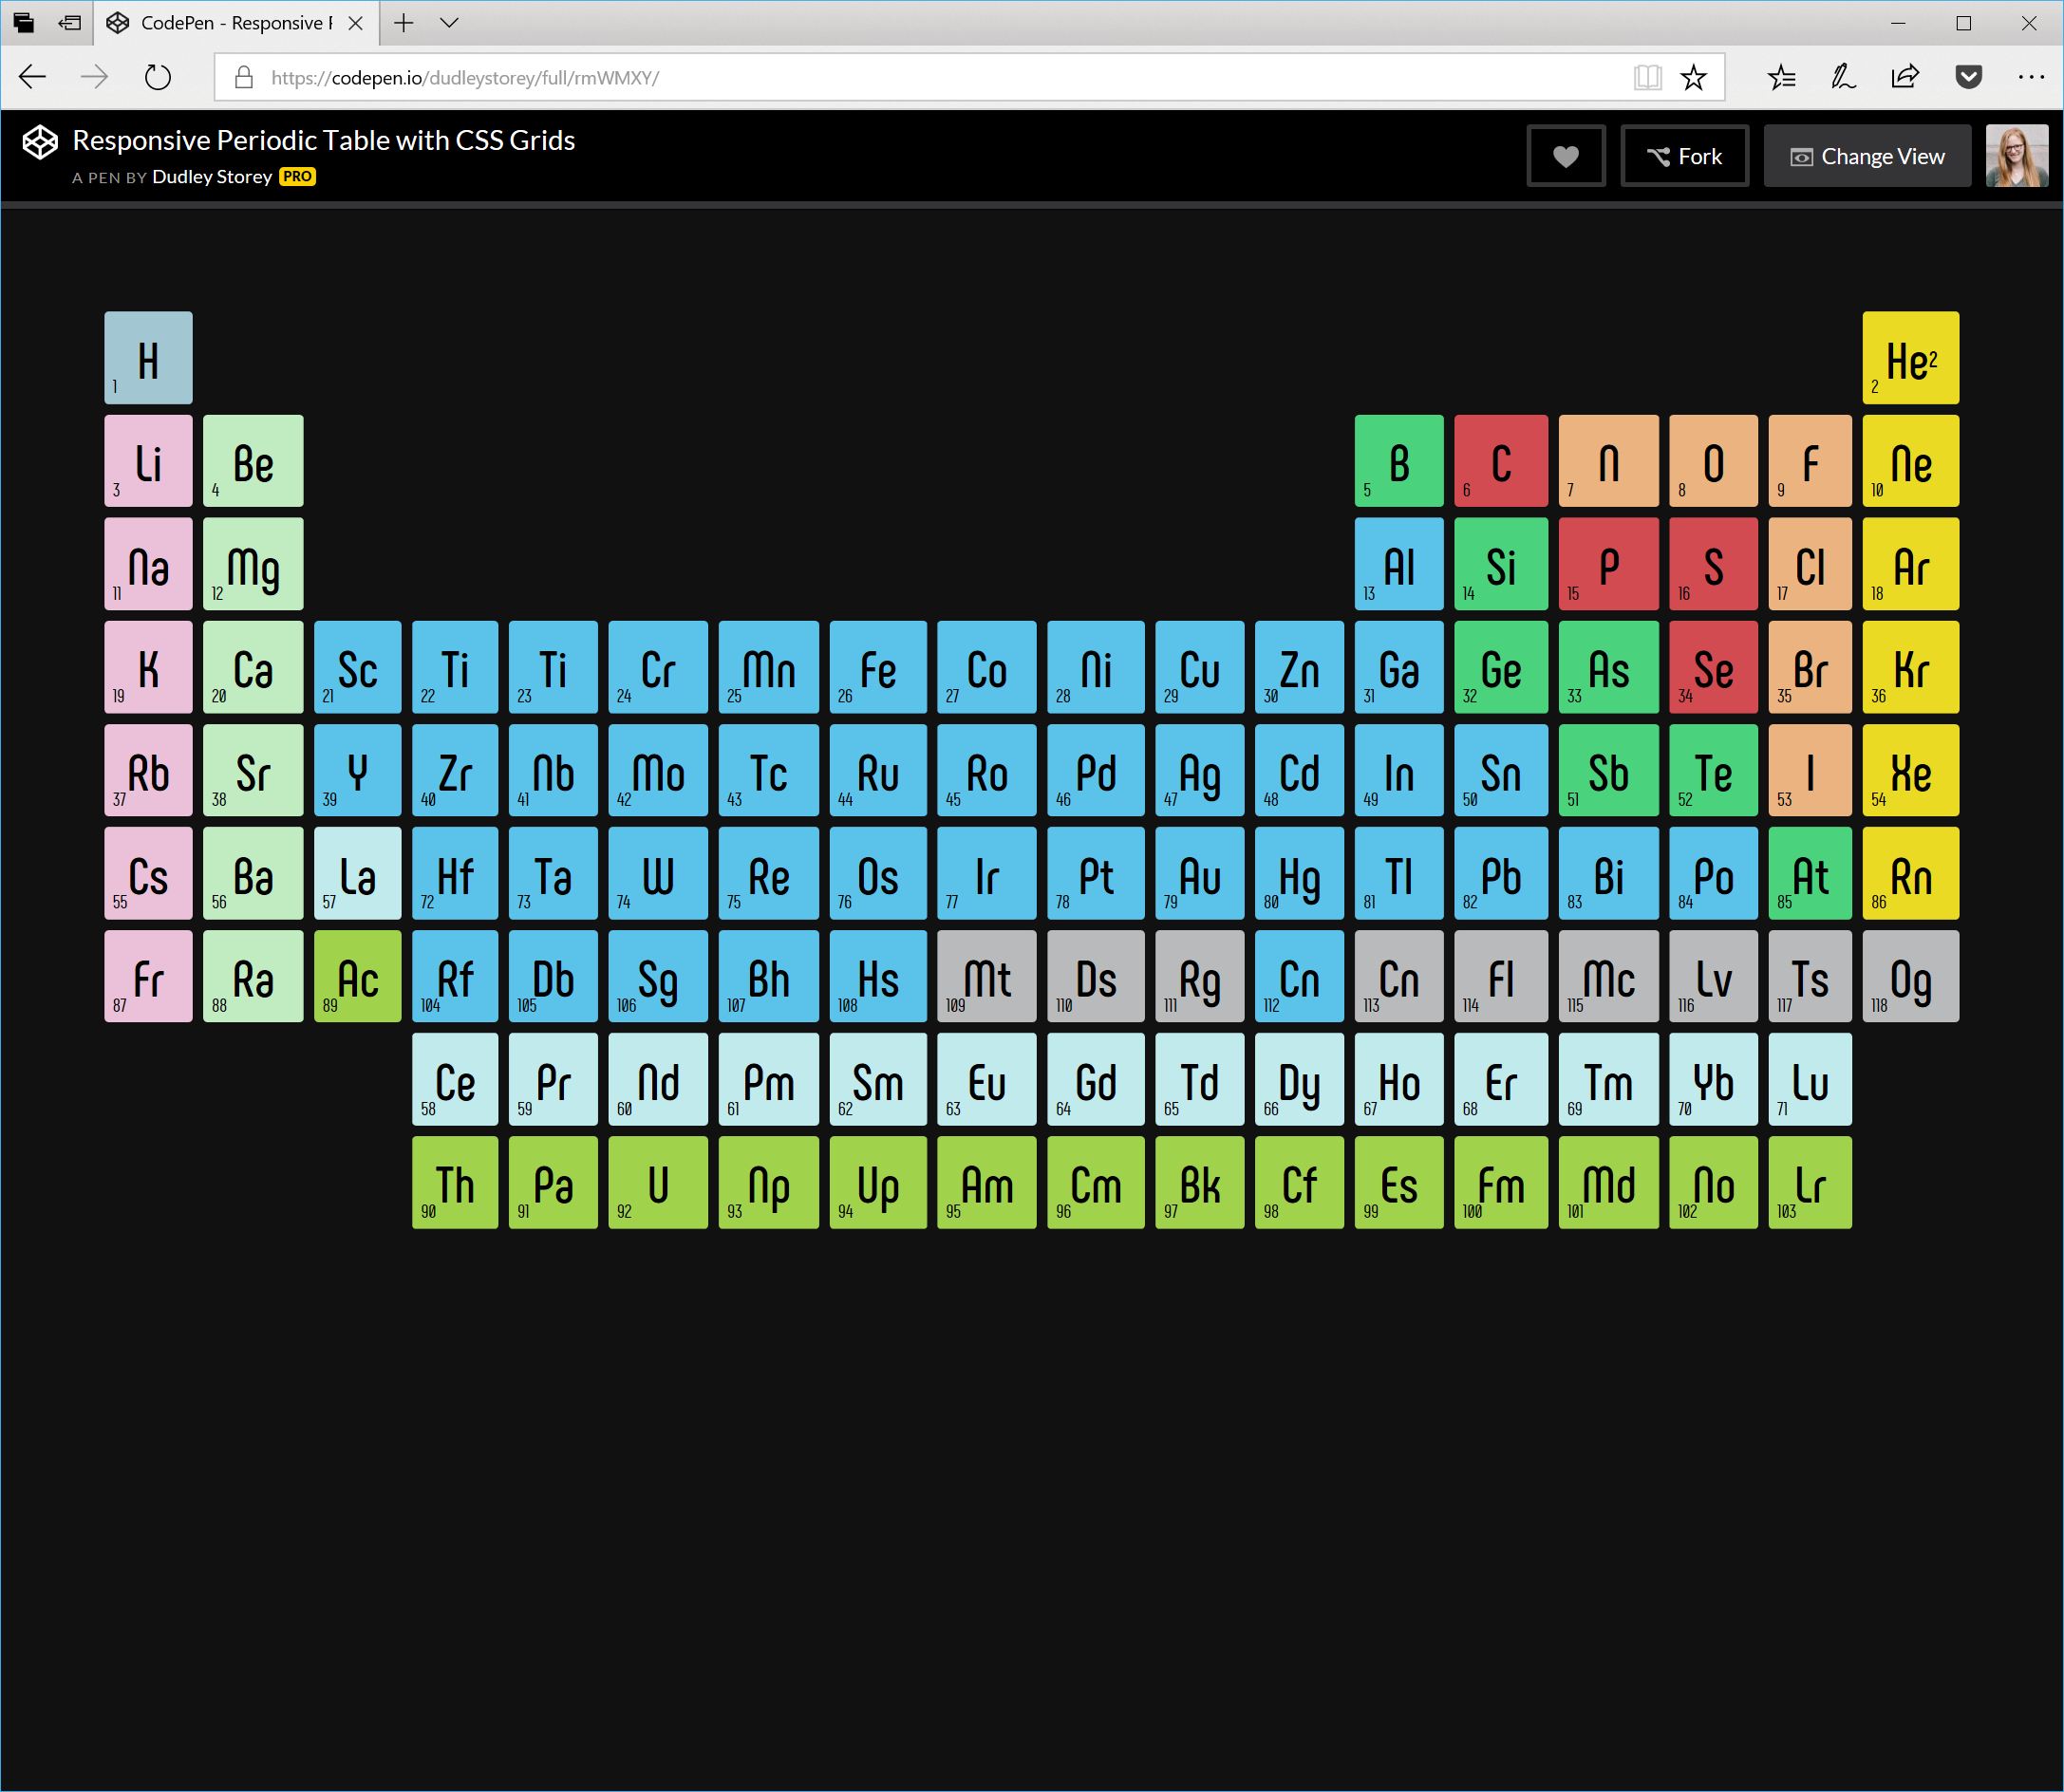 CodePen - Responsive F
https://codepen.io/dudleystorey/full/rmWMXY/
Responsive Periodic Table with CSS Grids
A PEN BY Dudley Storey PRO
Fork
Change View
H He2
1 2
Li Be B C N O F Ne
3 4 5 6 7 8 9 10
Na Mg Al Si P S Cl Ar
11 12 13 14 15 16 17 18
K Ca Sc Ti Ti Cr Mn Fe Co Ni Cu Zn Ga Ge As Se Br Kr
19 20 21 22 23 24 25 26 27 28 29 30 31 32 33 34 35 36
Rb Sr Y Zr Nb Mo Tc Ru Ro Pd Ag Cd In Sn Sb Te I Xe
37 38 39 40 41 42 43 44 45 46 47 48 49 50 51 52 53 54
Cs Ba La Hf Ta W Re Os Ir Pt Au Hg Tl Pb Bi Po At Rn
55 56 57 72 73 74 75 76 77 78 79 80 81 82 83 84 85 86
Fr Ra Ac Rf Db Sg Bh Hs Mt Ds Rg Cn Cn Fl Mc Lv Ts Og
87 88 89 104 105 106 107 108 109 110 111 112 113 114 115 116 117 118
Ce Pr Nd Pm Sm Eu Gd Td Dy Ho Er Tm Yb Lu
58 59 60 61 62 63 64 65 66 67 68 69 70 71
Th Pa U Np Up Am Cm Bk Cf Es Fm Md No Lr
90 91 92 93 94 95 96 97 98 99 100 101 102 103